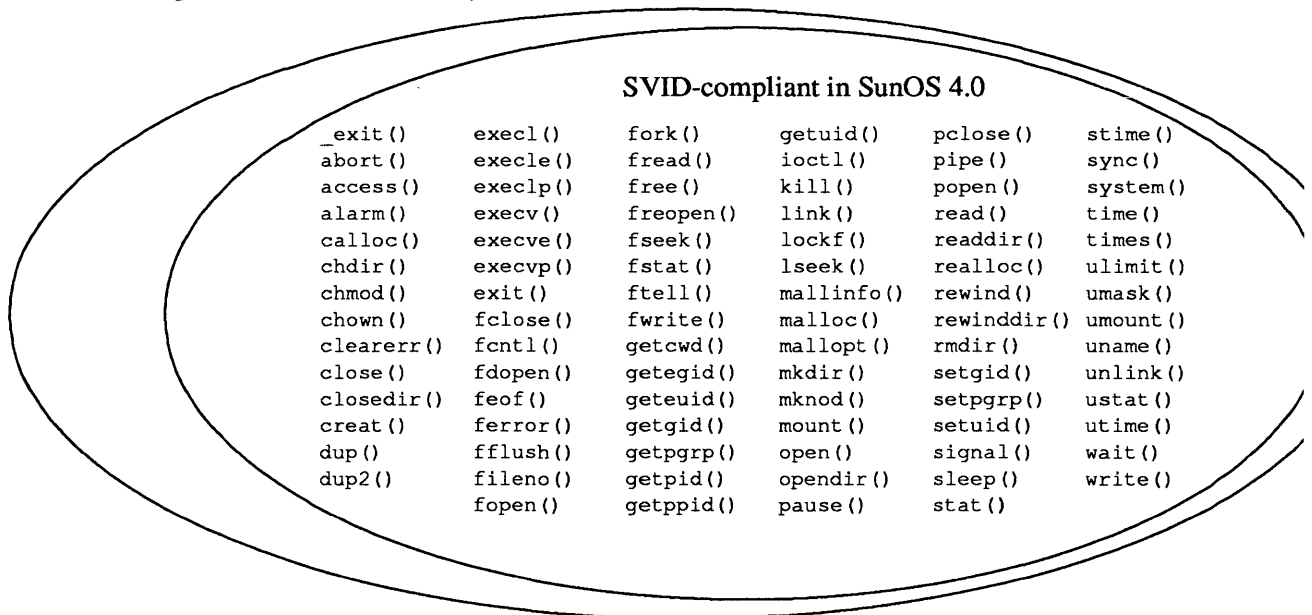 SVID-compliant in SunOS 4.0
_exit() execl() fork() getuid() pclose() stime()
abort() execle() fread() ioctl() pipe() sync()
access() execlp() free() kill() popen() system()
alarm() execv() freopen() link() read() time()
calloc() execve() fseek() lockf() readdir() times()
chdir() execvp() fstat() lseek() realloc() ulimit()
chmod() exit() ftell() mallinfo() rewind() umask()
chown() fclose() fwrite() malloc() rewinddir() umount()
clearerr() fcntl() getcwd() mallopt() rmdir() uname()
close() fdopen() getegid() mkdir() setgid() unlink()
closedir() feof() geteuid() mknod() setpgrp() ustat()
creat() ferror() getgid() mount() setuid() utime()
dup() fflush() getpgrp() open() signal() wait()
dup2() fileno() getpid() opendir() sleep() write()
fopen() getppid() pause() stat()